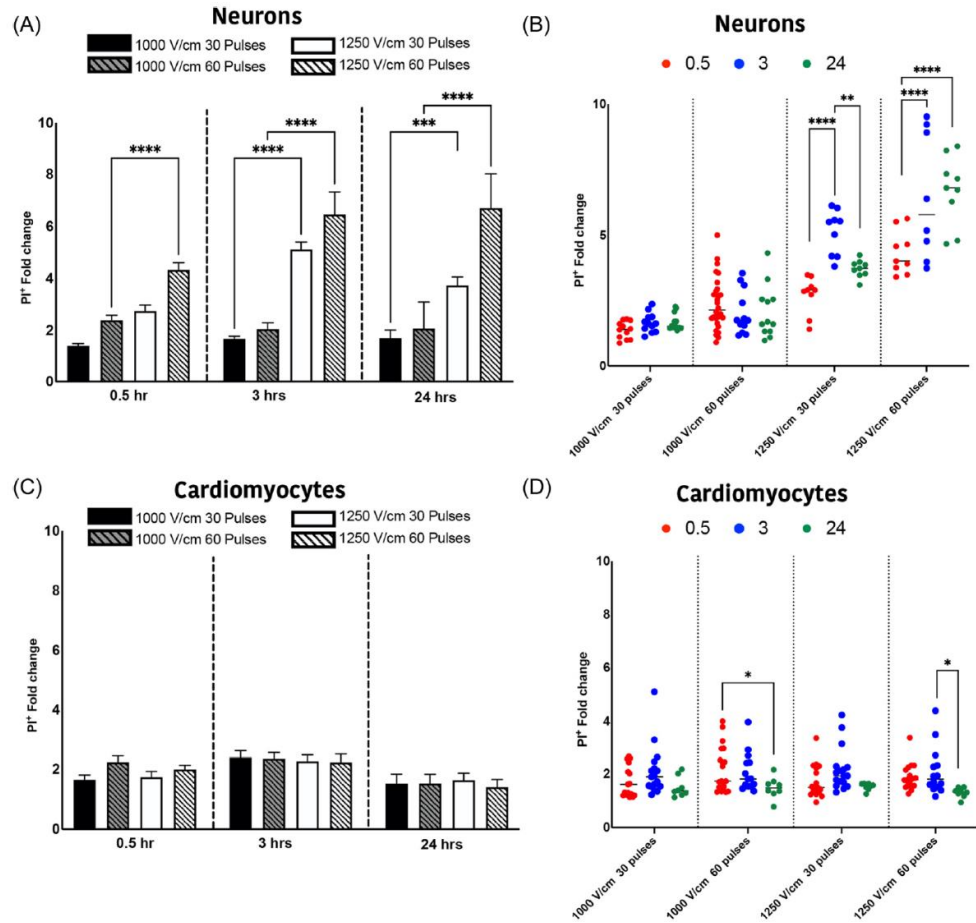 (A)
Neurons
1000 V/cm 30 Pulses
1250 V/cm 30 Pulses
1000 V/cm 60 Pulses
1250 V/cm 60 Pulses
PI⁺ Fold change
10
8
6
4
2
0
****
****
****
***
****
0.5 hr
3 hrs
24 hrs
(B)
Neurons
0.5
3
24
PI⁺ Fold change
10
5
0
****
**
****
****
1000 V/cm 30 pulses
1000 V/cm 60 pulses
1250 V/cm 30 pulses
1250 V/cm 60 pulses
(C)
Cardiomyocytes
1000 V/cm 30 Pulses
1250 V/cm 30 Pulses
1000 V/cm 60 Pulses
1250 V/cm 60 Pulses
PI⁺ Fold change
10
8
6
4
2
0
0.5 hr
3 hrs
24 hrs
(D)
Cardiomyocytes
0.5
3
24
PI⁺ Fold change
10
8
6
4
2
0
*
*
1000 V/cm 30 pulses
1000 V/cm 60 pulses
1250 V/cm 30 pulses
1250 V/cm 60 pulses